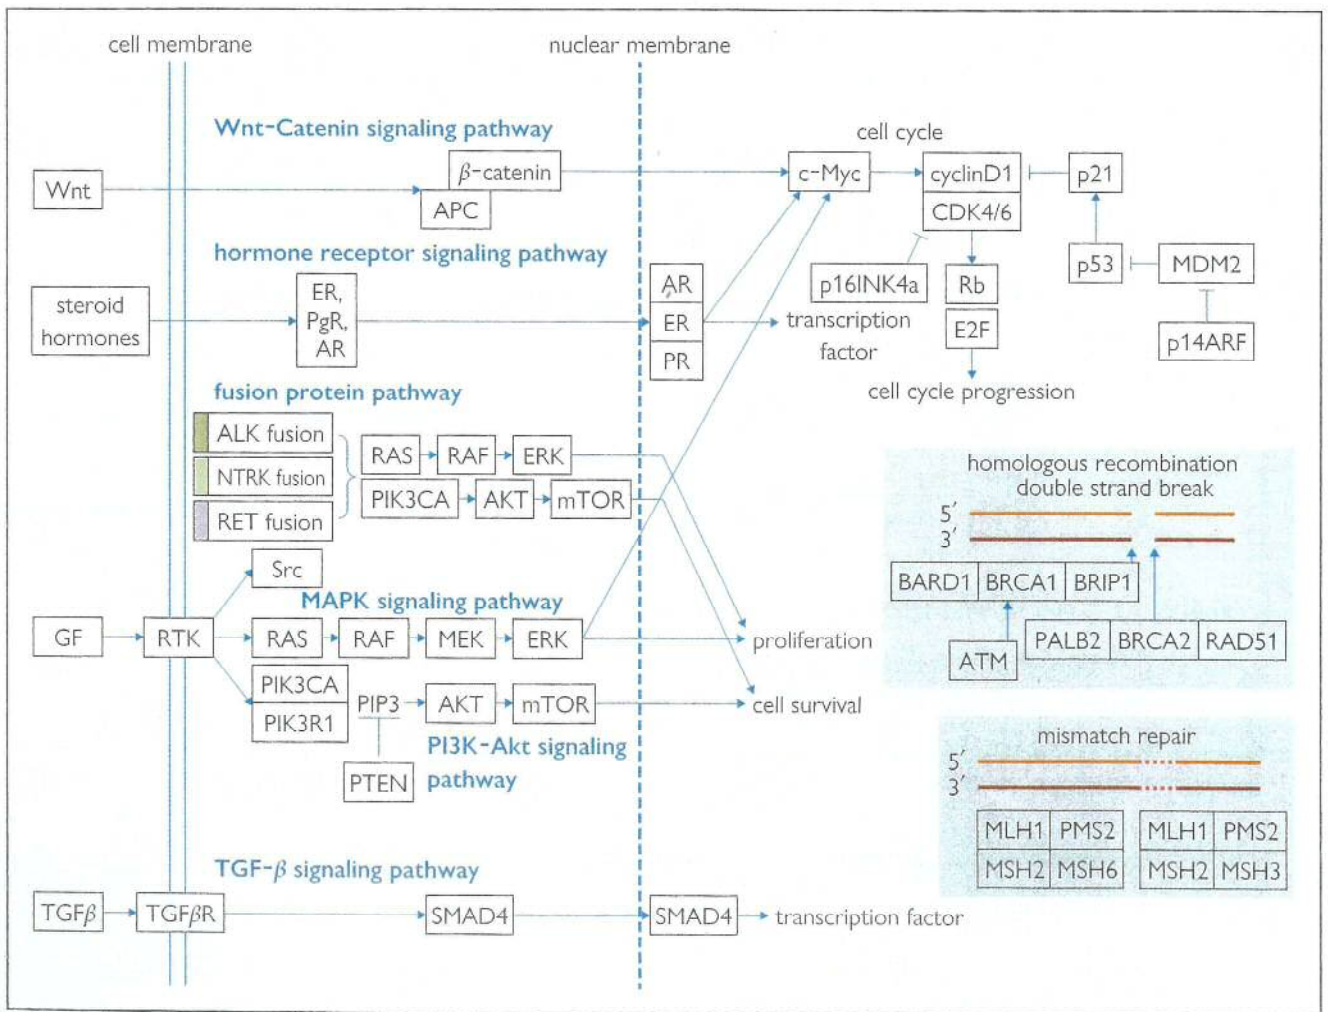 cell membrane
nuclear membrane
Wnt-Catenin signaling pathway
cell cycle
Wnt
β-catenin
APC
c-Myc
cyclinD1
CDK4/6
p21
hormone receptor signaling pathway
steroid
hormones
ER,
PgR,
AR
AR
ER
PR
p16INK4a
transcription
factor
Rb
E2F
p53
MDM2
p14ARF
cell cycle progression
fusion protein pathway
ALK fusion
NTRK fusion
RET fusion
RAS
RAF
ERK
PIK3CA
AKT
mTOR
Src
MAPK signaling pathway
GF
RTK
RAS
RAF
MEK
ERK
proliferation
PIK3CA
PIK3R1
PIP3
AKT
mTOR
cell survival
PI3K-Akt signaling
pathway
PTEN
TGF-β signaling pathway
TGFβ
TGFβR
SMAD4
SMAD4
transcription factor
homologous recombination
double strand break
5′
3′
BARD1 BRCA1 BRIP1
PALB2 BRCA2 RAD51
ATM
mismatch repair
5′
3′
MLH1 PMS2 MLH1 PMS2
MSH2 MSH6 MSH2 MSH3